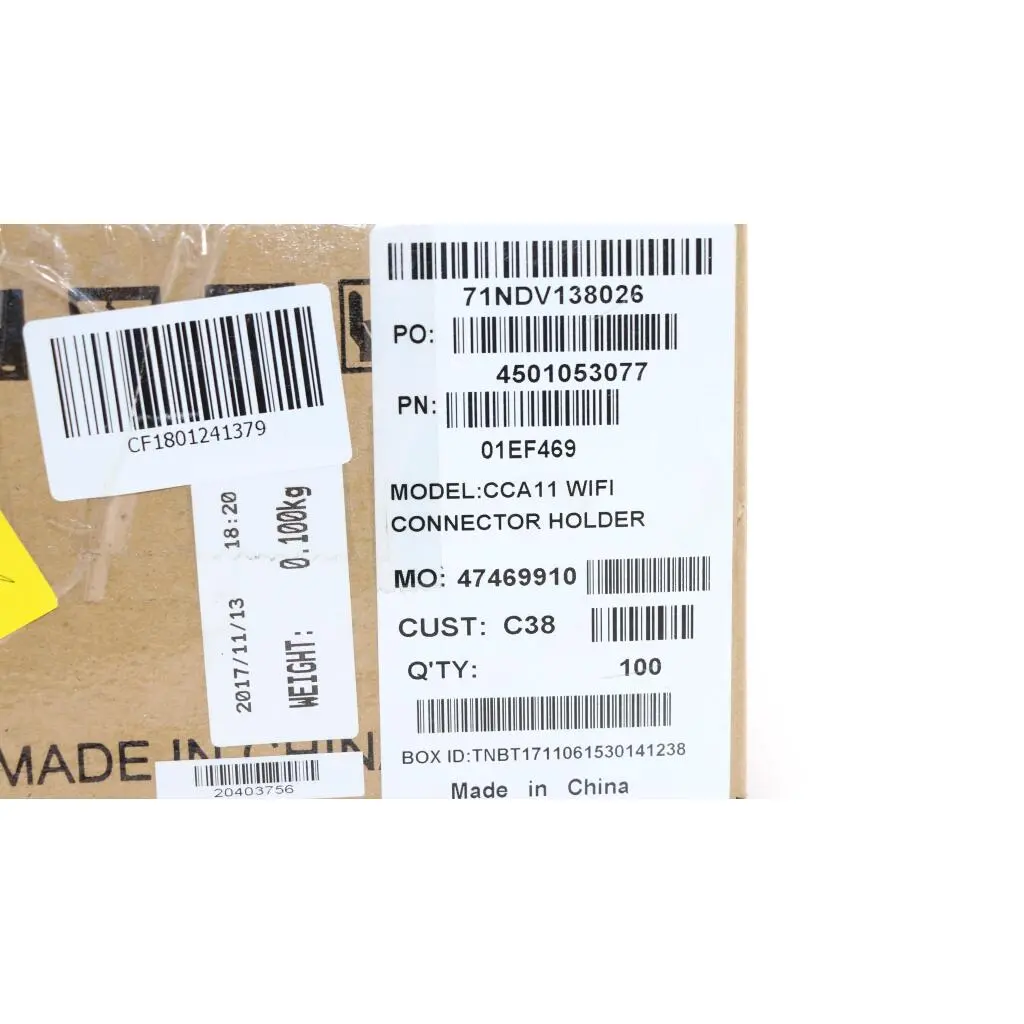 71NDV138026
PO:
4501053077
PN:
01EF469
MODEL:CCA11 WIFI
CONNECTOR HOLDER
MO: 47469910
CUST: C38
Q'TY: 100
BOX ID:TNBT1711061530141238
Made in China
CF1801241379
2017/11/13 18:20
WEIGHT: 0.100kg
MADE IN CHIN
20403756